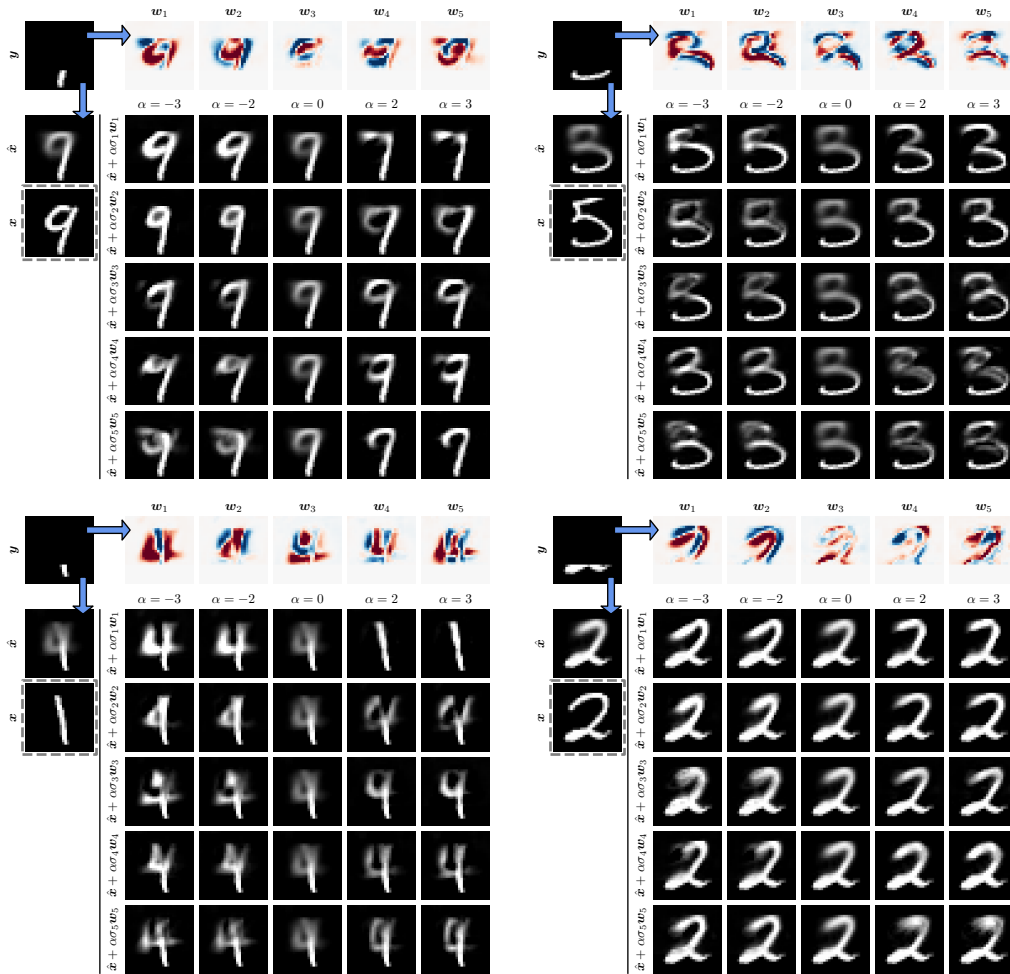 w₁ w₂ w₃ w₄ w₅
y
α = −3 α = −2 α = 0 α = 2 α = 3
x̂
x̂ + ασ₁w₁
x
x̂ + ασ₂w₂
x̂ + ασ₃w₃
x̂ + ασ₄w₄
x̂ + ασ₅w₅
w₁ w₂ w₃ w₄ w₅
y
α = −3 α = −2 α = 0 α = 2 α = 3
x̂
x̂ + ασ₁w₁
x
x̂ + ασ₂w₂
x̂ + ασ₃w₃
x̂ + ασ₄w₄
x̂ + ασ₅w₅
w₁ w₂ w₃ w₄ w₅
y
α = −3 α = −2 α = 0 α = 2 α = 3
x̂
x̂ + ασ₁w₁
x
x̂ + ασ₂w₂
x̂ + ασ₃w₃
x̂ + ασ₄w₄
x̂ + ασ₅w₅
w₁ w₂ w₃ w₄ w₅
y
α = −3 α = −2 α = 0 α = 2 α = 3
x̂
x̂ + ασ₁w₁
x
x̂ + ασ₂w₂
x̂ + ασ₃w₃
x̂ + ασ₄w₄
x̂ + ασ₅w₅